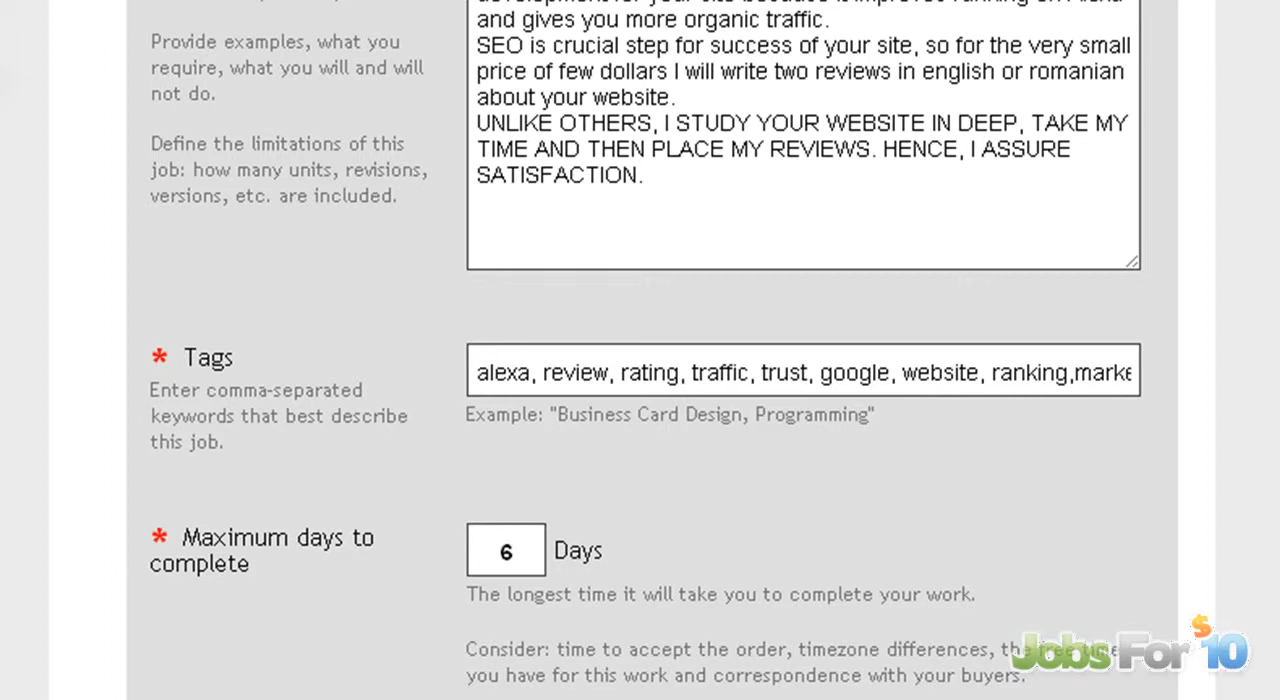 and gives you more organic traffic.
Provide examples, what you
require, what you will and will
not do.
SEO is crucial step for success of your site, so for the very small
price of few dollars I will write two reviews in english or romanian
about your website.
UNLIKE OTHERS, I STUDY YOUR WEBSITE IN DEEP, TAKE MY
TIME AND THEN PLACE MY REVIEWS. HENCE, I ASSURE
SATISFACTION.
Define the limitations of this
job: how many units, revisions,
versions, etc. are included.
* Tags
Enter comma-separated
keywords that best describe
this job.
alexa, review, rating, traffic, trust, google, website, ranking,marke
Example: "Business Card Design, Programming"
* Maximum days to
complete
6 Days
The longest time it will take you to complete your work.
Consider: time to accept the order, timezone differences, the free time
you have for this work and correspondence with your buyers.
JobsFor $10